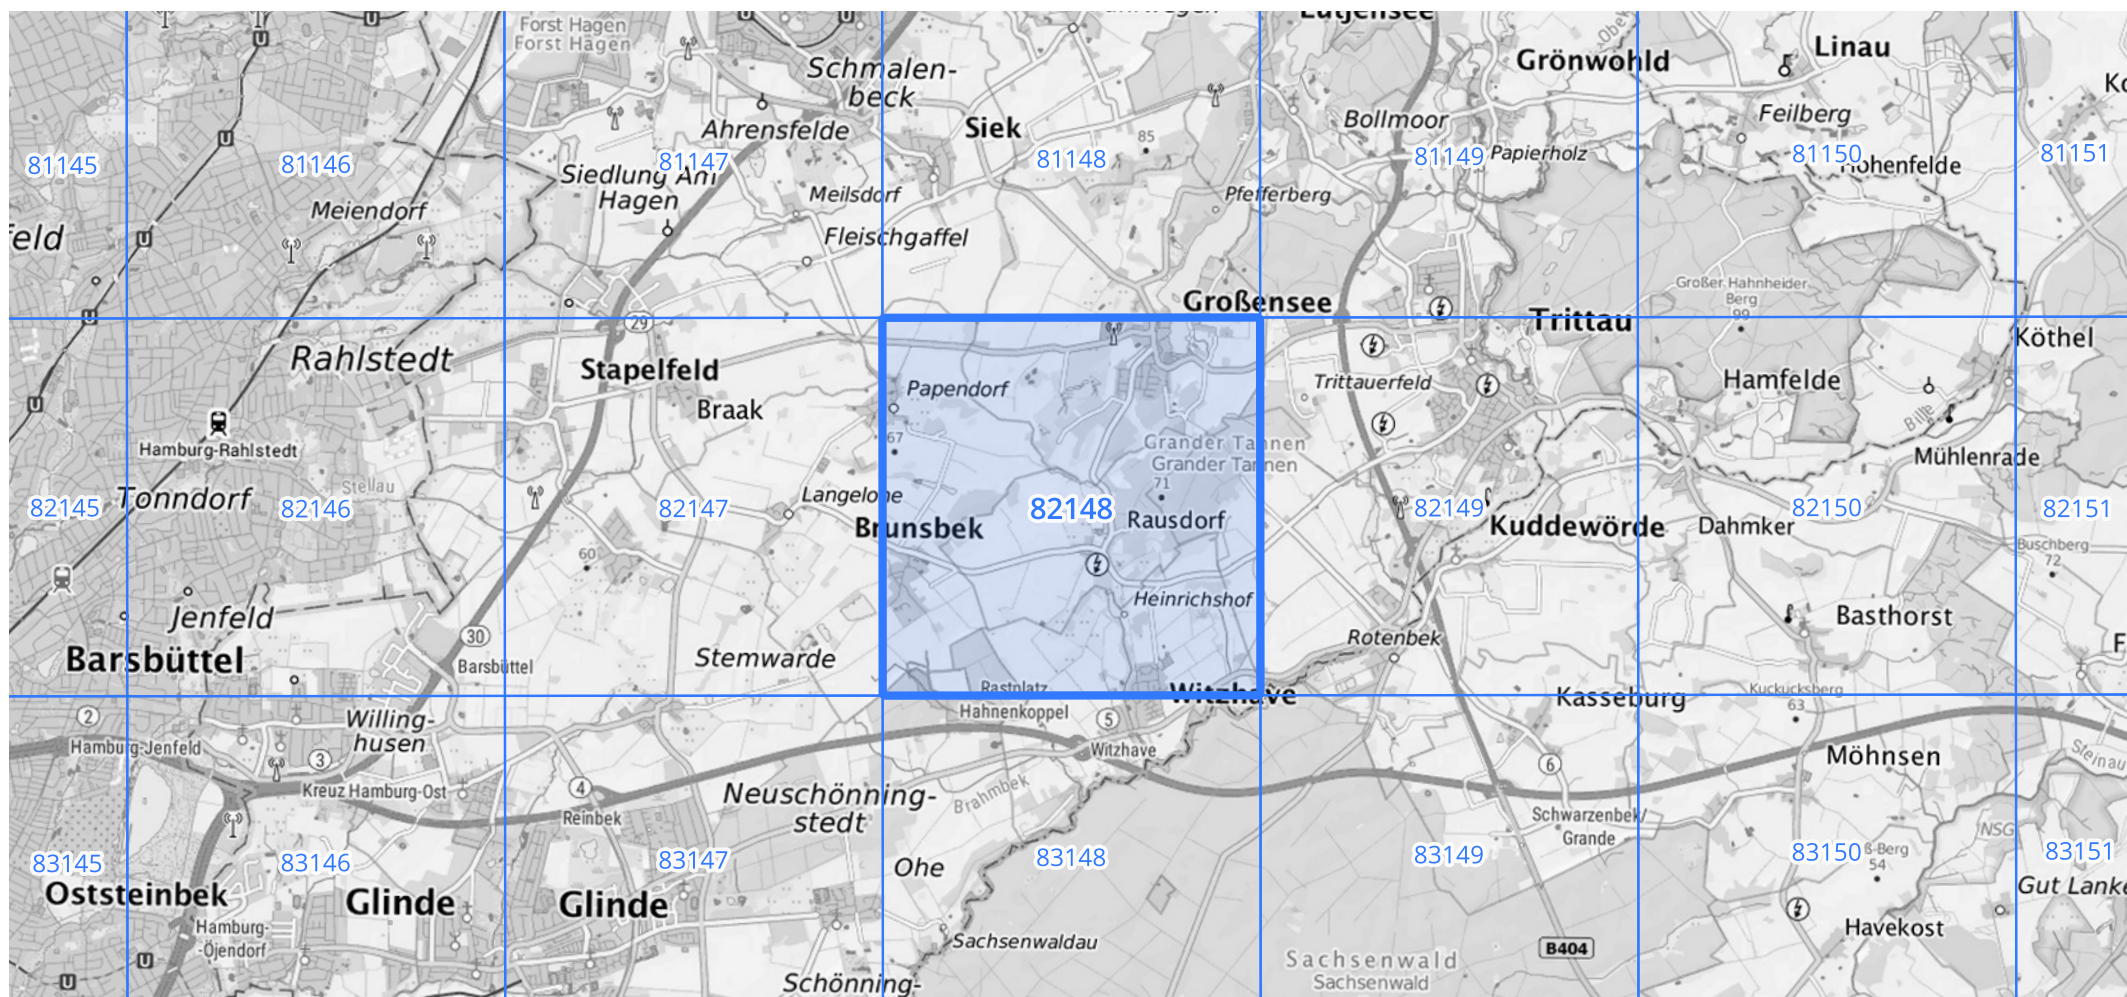 Forst Hagen
Forst Hagen
Lütjensee
Schmalen-
beck
Grönwohld
Linau
Ahrensfelde
Siek
85
Bollmoor
Feilberg
81145
81146
81147
81148
81149
Papierholz
81150
Hohenfelde
81151
Siedlung Am
Hagen
Meiendorf
Meilsdorf
Pfefferberg
feld
Fleischgaffel
Großer Hahnheider
Berg
99
Großensee
Trittau
29
Rahlstedt
Stapelfeld
Braak
Papendorf
Trittauerfeld
Hamfelde
Köthel
Hamburg-Rahlstedt
67
Grander Tannen
Grander Tannen
71
Bille
Mühlenrade
Stellau
Tonndorf
Langelohe
82145
82146
82147
82148
82149
82150
82151
Brunsbek
Rausdorf
Kuddewörde
Dahmker
60
Buschberg
72
Heinrichshof
Jenfeld
30
Barsbüttel
Barsbüttel
Stemwarde
Rotenbek
Basthorst
F
Rastplatz
Hahnenkoppel
Witzhave
Kasseburg
Kuckucksberg
63
2
Hamburg-Jenfeld
Willing-
husen
3
Kreuz Hamburg-Ost
5
Witzhave
6
Möhnsen
Steinau
4
Reinbek
Neuschönning-
stedt
Brahmbek
Schwarzenbek/
Grande
NSG
83145
83146
83147
83148
83149
83150
ß-Berg
54
83151
Oststeinbek
Glinde
Glinde
Ohe
Gut Lanke
Hamburg-
-Öjendorf
Sachsenwaldau
B404
Havekost
Schönning-
Sachsenwald
Sachsenwald